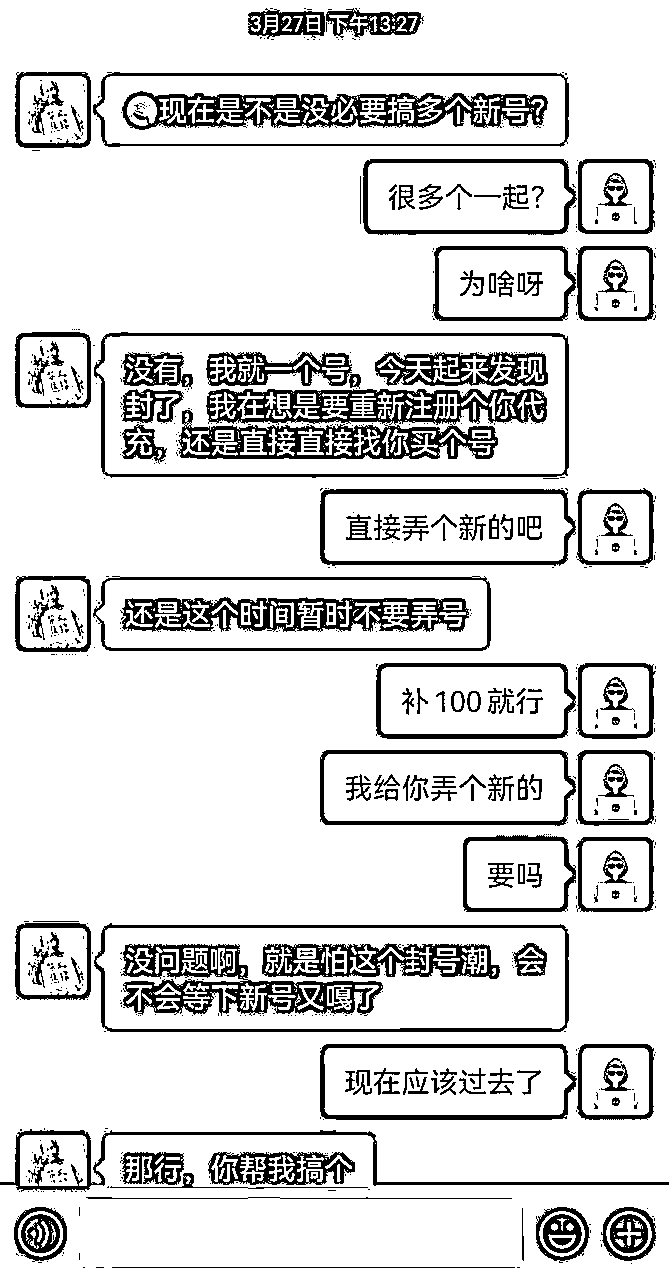 3月27日 下午13:27
现在是不是没必要搞多个新号?
很多个一起?
为啥呀
没有，我就一个号，今天起来发现
封了，我在想是要重新注册个你代
充，还是直接直接找你买个号
直接弄个新的吧
还是这个时间暂时不要弄号
补100就行
我给你弄个新的
要吗
没问题啊，就是怕这个封号潮，会
不会等下新号又嘎了
现在应该过去了
那行，你帮我搞个